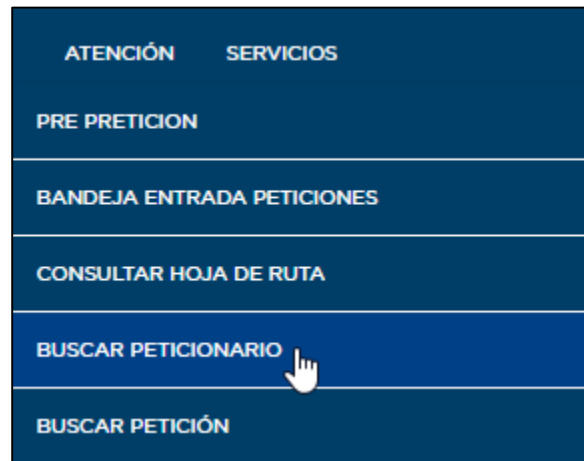 ATENCIÓN SERVICIOS
PRE PRETICION
BANDEJA ENTRADA PETICIONES
CONSULTAR HOJA DE RUTA
BUSCAR PETICIONARIO
BUSCAR PETICIÓN